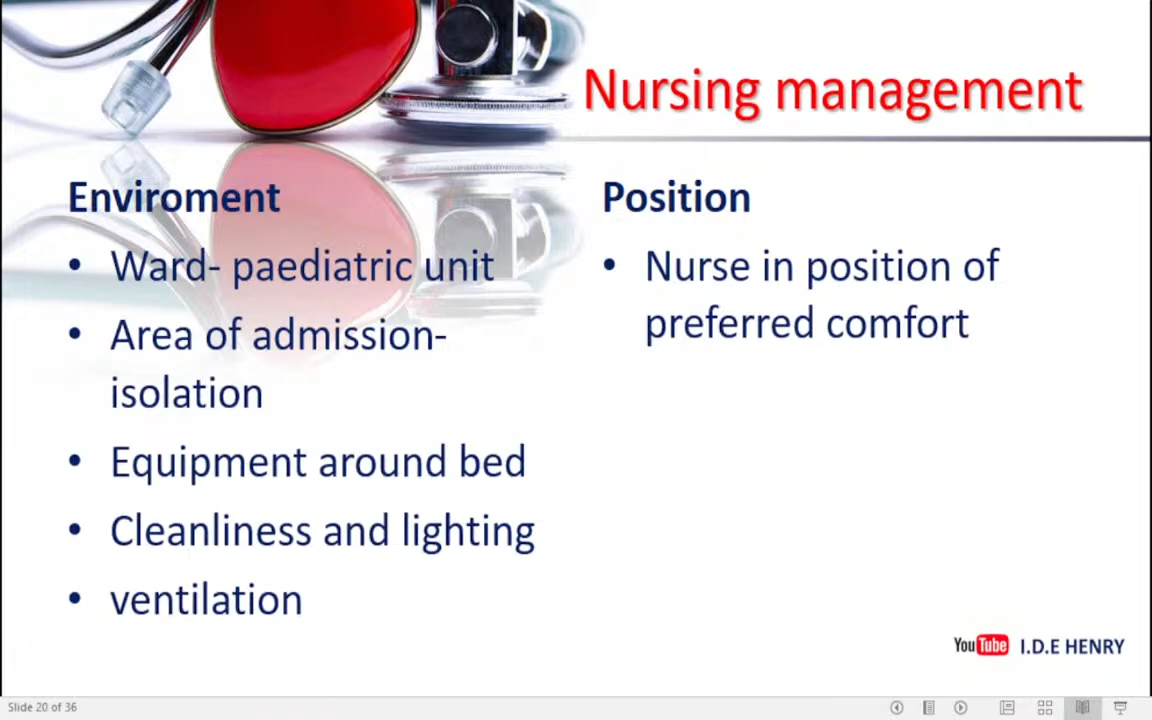 Nursing management
Enviroment
• Ward- paediatric unit
• Area of admission-
isolation
• Equipment around bed
• Cleanliness and lighting
• ventilation
Position
• Nurse in position of
preferred comfort
YouTube I.D.E HENRY
Slide 20 of 36